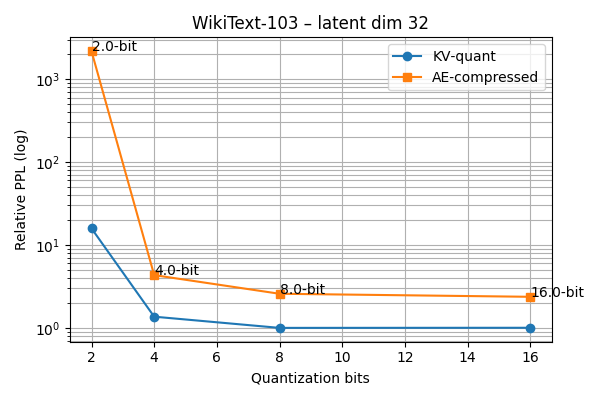 WikiText-103 – latent dim 32
2.0-bit
KV-quant
AE-compressed
10³
10²
10¹
10⁰
4.0-bit
8.0-bit
16.0-bit
Relative PPL (log)
2 4 6 8 10 12 14 16
Quantization bits